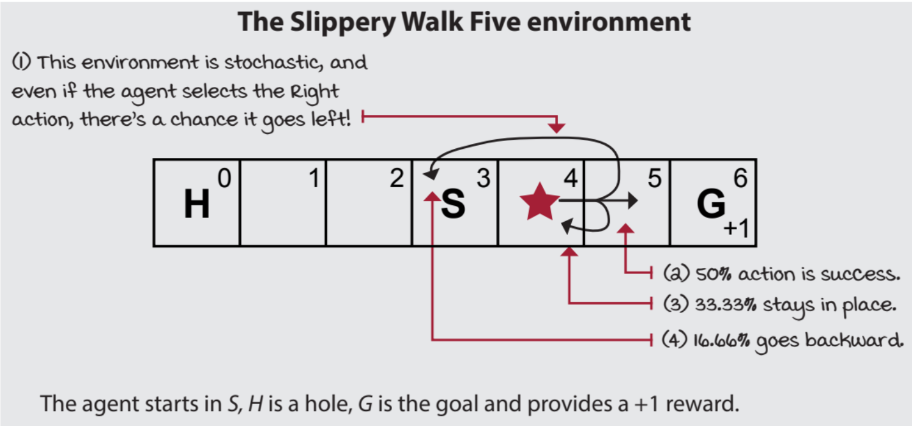 The Slippery Walk Five environment
(1) This environment is stochastic, and
even if the agent selects the Right
action, there's a chance it goes left!
H 0 1 2 S 3 4 5 G 6 +1
(2) 50% action is success.
(3) 33.33% stays in place.
(4) 16.66% goes backward.
The agent starts in S, H is a hole, G is the goal and provides a +1 reward.